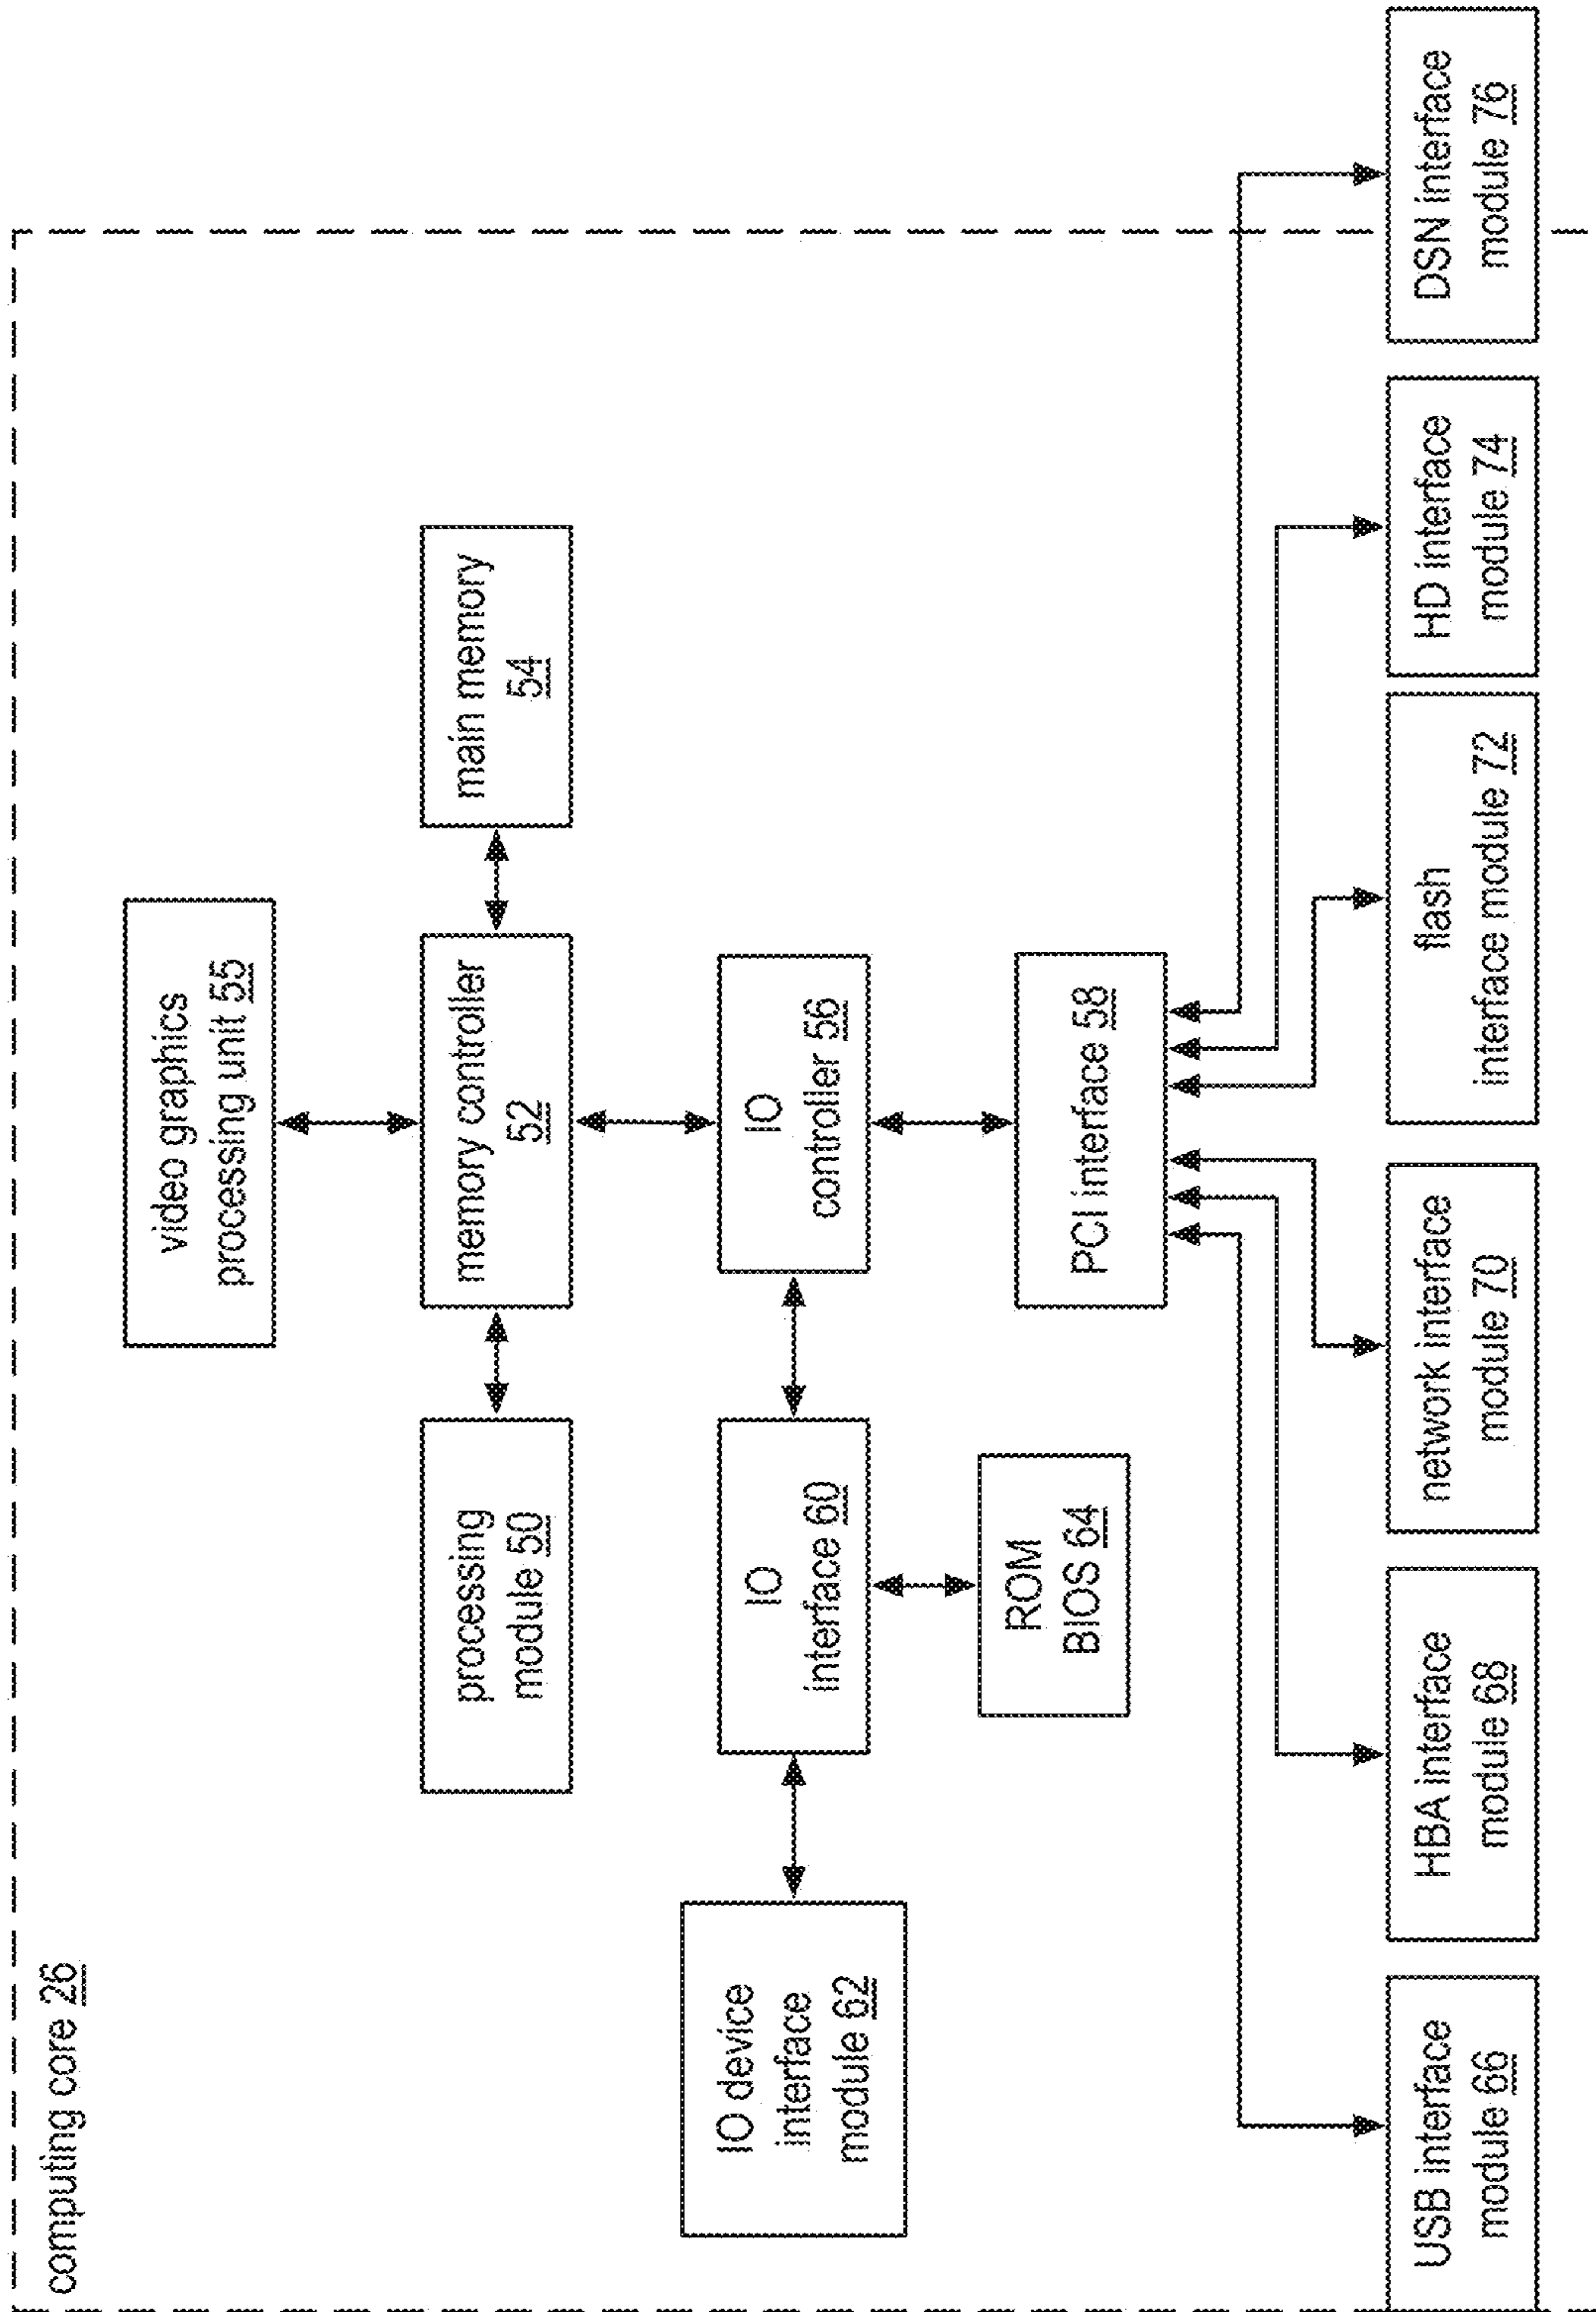 computing core 26
video graphics
processing unit 55
processing
module 50
memory controller
52
main memory
54
IO device
interface
module 62
IO
interface 60
IO
controller 56
ROM
BIOS 64
PCI interface 58
USB interface
module 66
HBA interface
module 68
network interface
module 70
flash
interface module 72
HD interface
module 74
DSN interface
module 76